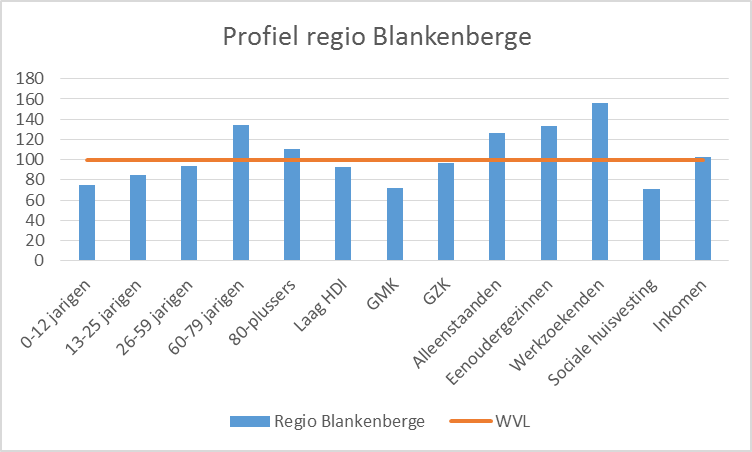 Profiel regio Blankenberge
180
160
140
120
100
80
60
40
20
0
0-12 jarigen
13-25 jarigen
26-59 jarigen
60-79 jarigen
80-plussers
Laag HDI
GMK
GZK
Alleenstaanden
Eenoudergezinnen
Werkzoekenden
Sociale huisvesting
Inkomen
Regio Blankenberge
WVL